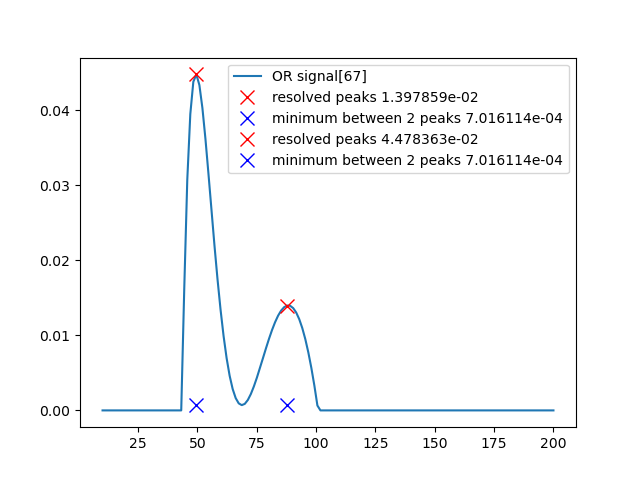 OR signal[67]
resolved peaks 1.397859e-02
minimum between 2 peaks 7.016114e-04
resolved peaks 4.478363e-02
minimum between 2 peaks 7.016114e-04
0.04
0.03
0.02
0.01
0.00
25 50 75 100 125 150 175 200